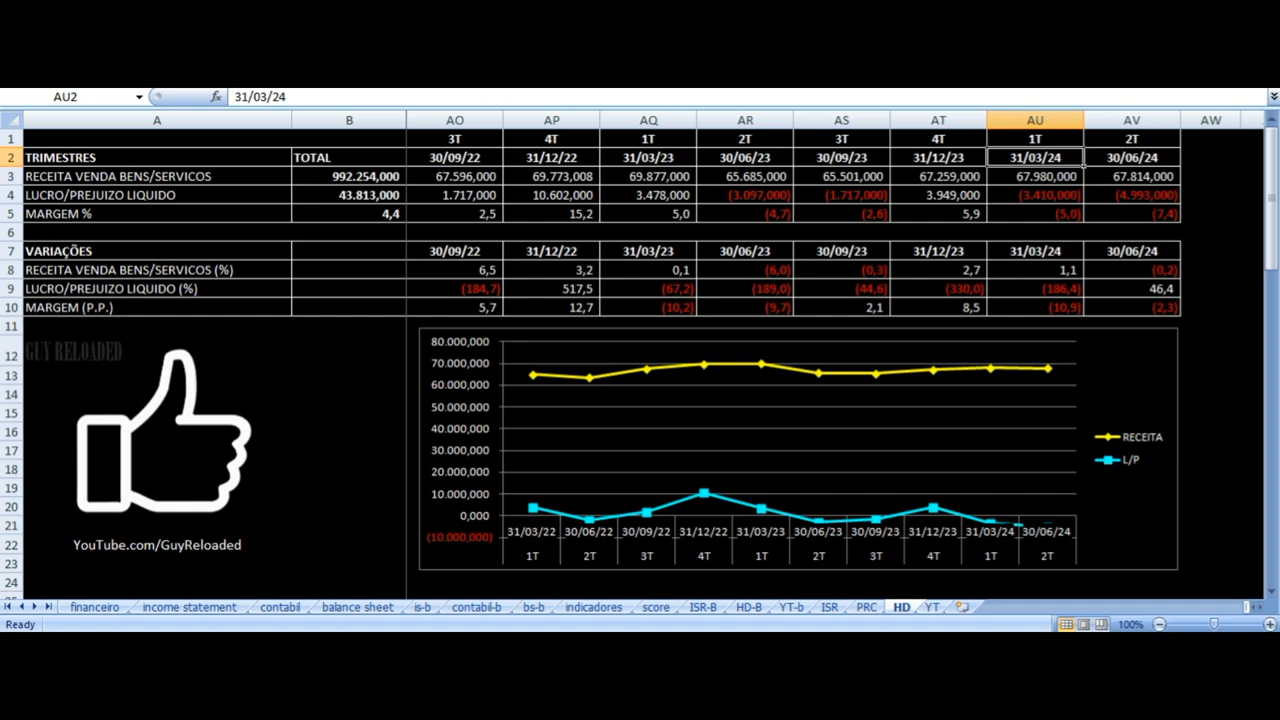 AU2 fx 31/03/24
A B AO AP AQ AR AS AT AU AV AW
1 3T 4T 1T 2T 3T 4T 1T 2T
2 TRIMESTRES TOTAL 30/09/22 31/12/22 31/03/23 30/06/23 30/09/23 31/12/23 31/03/24 30/06/24
3 RECEITA VENDA BENS/SERVICOS 992.254,000 67.596,000 69.773,008 69.877,000 65.685,000 65.501,000 67.259,000 67.980,000 67.814,000
4 LUCRO/PREJUIZO LIQUIDO 43.813,000 1.717,000 10.602,000 3.478,000 (3.097,000) (1.717,000) 3.949,000 (3.410,000) (4.993,000)
5 MARGEM % 4,4 2,5 15,2 5,0 (4,7) (2,6) 5,9 (5,0) (7,4)
6
7 VARIAÇÕES 30/09/22 31/12/22 31/03/23 30/06/23 30/09/23 31/12/23 31/03/24 30/06/24
8 RECEITA VENDA BENS/SERVICOS (%) 6,5 3,2 0,1 (6,0) (0,3) 2,7 1,1 (0,2)
9 LUCRO/PREJUIZO LIQUIDO (%) (184,7) 517,5 (67,2) (189,0) (44,6) (330,0) (186,4) 46,4
10 MARGEM (P.P.) 5,7 12,7 (10,2) (9,7) 2,1 8,5 (10,9) (2,3)
11
12
13
14
15
16
17
18
19
20
21
22
23
24
GUY RELOADED
YouTube.com/GuyReloaded
80.000,000
70.000,000
60.000,000
50.000,000
40.000,000
30.000,000
20.000,000
10.000,000
0,000
(10.000,000)
31/03/22 30/06/22 30/09/22 31/12/22 31/03/23 30/06/23 30/09/23 31/12/23 31/03/24 30/06/24
1T 2T 3T 4T 1T 2T 3T 4T 1T 2T
RECEITA
L/P
financeiro income statement contabil balance sheet is-b contabil-b bs-b indicadores score ISR-B HD-B YT-b ISR PRC HD YT
Ready 100%